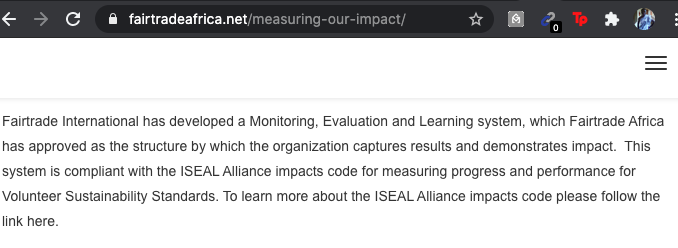 fairtradeafrica.net/measuring-our-impact/
Tp
0
Fairtrade International has developed a Monitoring, Evaluation and Learning system, which Fairtrade Africa
has approved as the structure by which the organization captures results and demonstrates impact.  This
system is compliant with the ISEAL Alliance impacts code for measuring progress and performance for
Volunteer Sustainability Standards. To learn more about the ISEAL Alliance impacts code please follow the
link here.